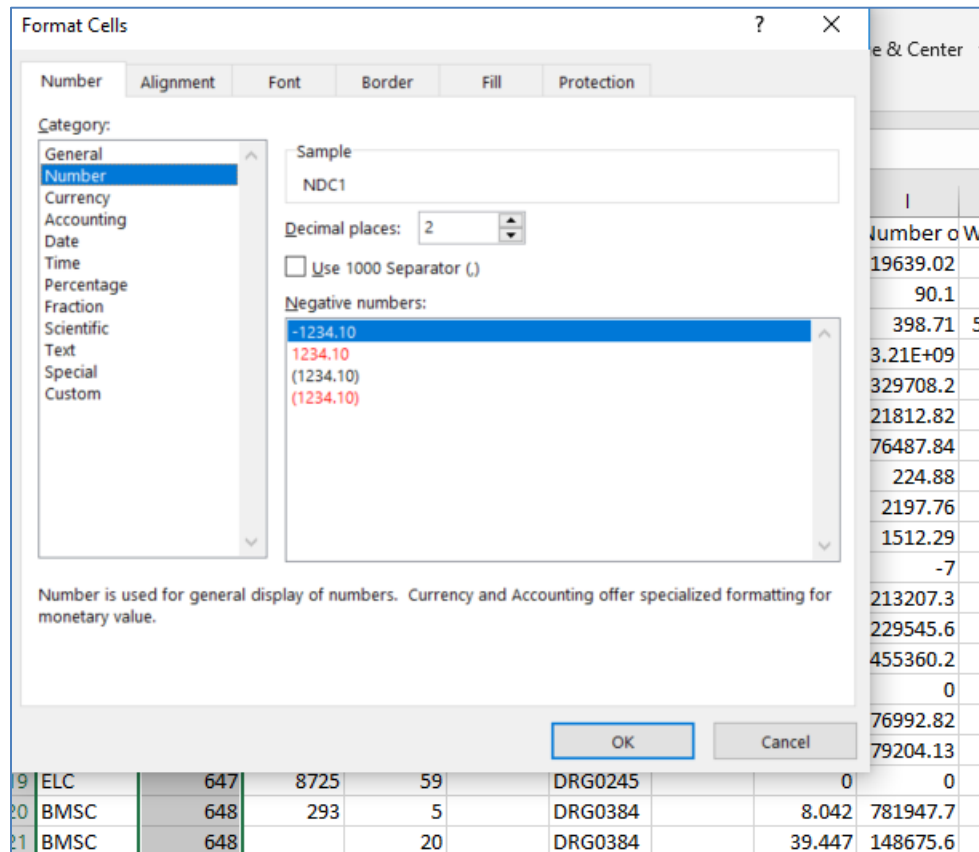 Format Cells ? ✕
e & Center
Number Alignment Font Border Fill Protection
Category:
General
Number
Currency
Accounting
Date
Time
Percentage
Fraction
Scientific
Text
Special
Custom
Sample
NDC1
Decimal places: 2
Use 1000 Separator (,)
Negative numbers:
-1234.10
1234.10
(1234.10)
(1234.10)
Number is used for general display of numbers. Currency and Accounting offer specialized formatting for
monetary value.
OK Cancel
I
Number o W
19639.02
90.1
398.71 5
3.21E+09
329708.2
21812.82
76487.84
224.88
2197.76
1512.29
-7
213207.3
229545.6
455360.2
0
76992.82
79204.13
19 ELC 647 8725 59 DRG0245 0 0
20 BMSC 648 293 5 DRG0384 8.042 781947.7
21 BMSC 648 20 DRG0384 39.447 148675.6